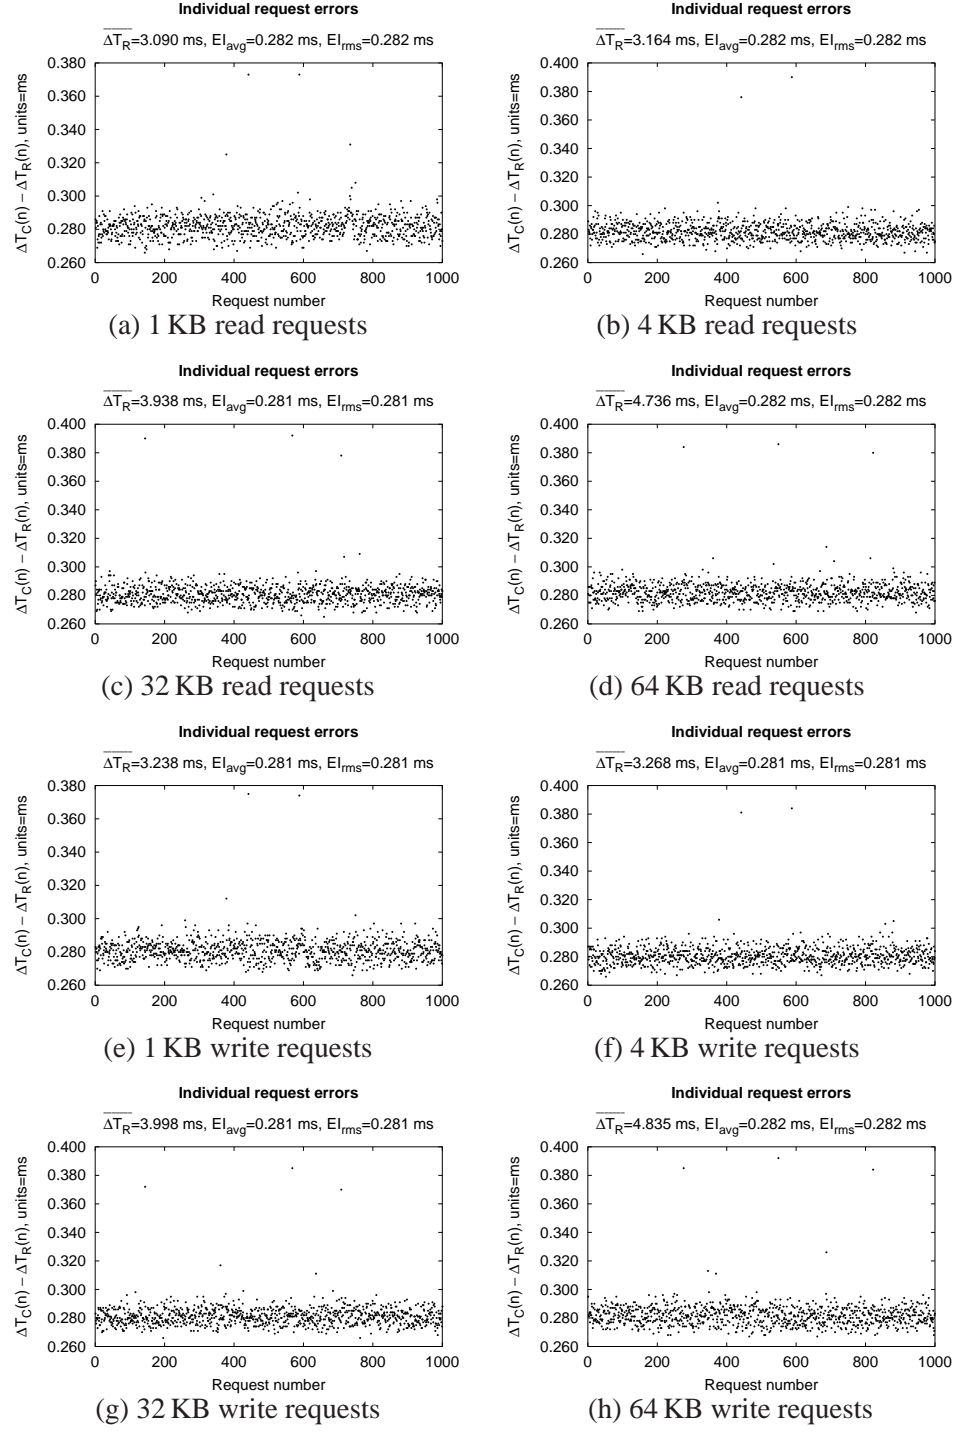 Individual request errors
ΔT_R=3.090 ms, EI_avg=0.282 ms, EI_rms=0.282 ms
ΔT_C(n) − ΔT_R(n), units=ms
0.380
0.360
0.340
0.320
0.300
0.280
0.260
0 200 400 600 800 1000
Request number
(a) 1 KB read requests
Individual request errors
ΔT_R=3.164 ms, EI_avg=0.282 ms, EI_rms=0.282 ms
ΔT_C(n) − ΔT_R(n), units=ms
0.400
0.380
0.360
0.340
0.320
0.300
0.280
0.260
0 200 400 600 800 1000
Request number
(b) 4 KB read requests
Individual request errors
ΔT_R=3.938 ms, EI_avg=0.281 ms, EI_rms=0.281 ms
ΔT_C(n) − ΔT_R(n), units=ms
0.400
0.380
0.360
0.340
0.320
0.300
0.280
0.260
0 200 400 600 800 1000
Request number
(c) 32 KB read requests
Individual request errors
ΔT_R=4.736 ms, EI_avg=0.282 ms, EI_rms=0.282 ms
ΔT_C(n) − ΔT_R(n), units=ms
0.400
0.380
0.360
0.340
0.320
0.300
0.280
0.260
0 200 400 600 800 1000
Request number
(d) 64 KB read requests
Individual request errors
ΔT_R=3.238 ms, EI_avg=0.281 ms, EI_rms=0.281 ms
ΔT_C(n) − ΔT_R(n), units=ms
0.380
0.360
0.340
0.320
0.300
0.280
0.260
0 200 400 600 800 1000
Request number
(e) 1 KB write requests
Individual request errors
ΔT_R=3.268 ms, EI_avg=0.281 ms, EI_rms=0.281 ms
ΔT_C(n) − ΔT_R(n), units=ms
0.400
0.380
0.360
0.340
0.320
0.300
0.280
0.260
0 200 400 600 800 1000
Request number
(f) 4 KB write requests
Individual request errors
ΔT_R=3.998 ms, EI_avg=0.281 ms, EI_rms=0.281 ms
ΔT_C(n) − ΔT_R(n), units=ms
0.400
0.380
0.360
0.340
0.320
0.300
0.280
0.260
0 200 400 600 800 1000
Request number
(g) 32 KB write requests
Individual request errors
ΔT_R=4.835 ms, EI_avg=0.282 ms, EI_rms=0.282 ms
ΔT_C(n) − ΔT_R(n), units=ms
0.400
0.380
0.360
0.340
0.320
0.300
0.280
0.260
0 200 400 600 800 1000
Request number
(h) 64 KB write requests